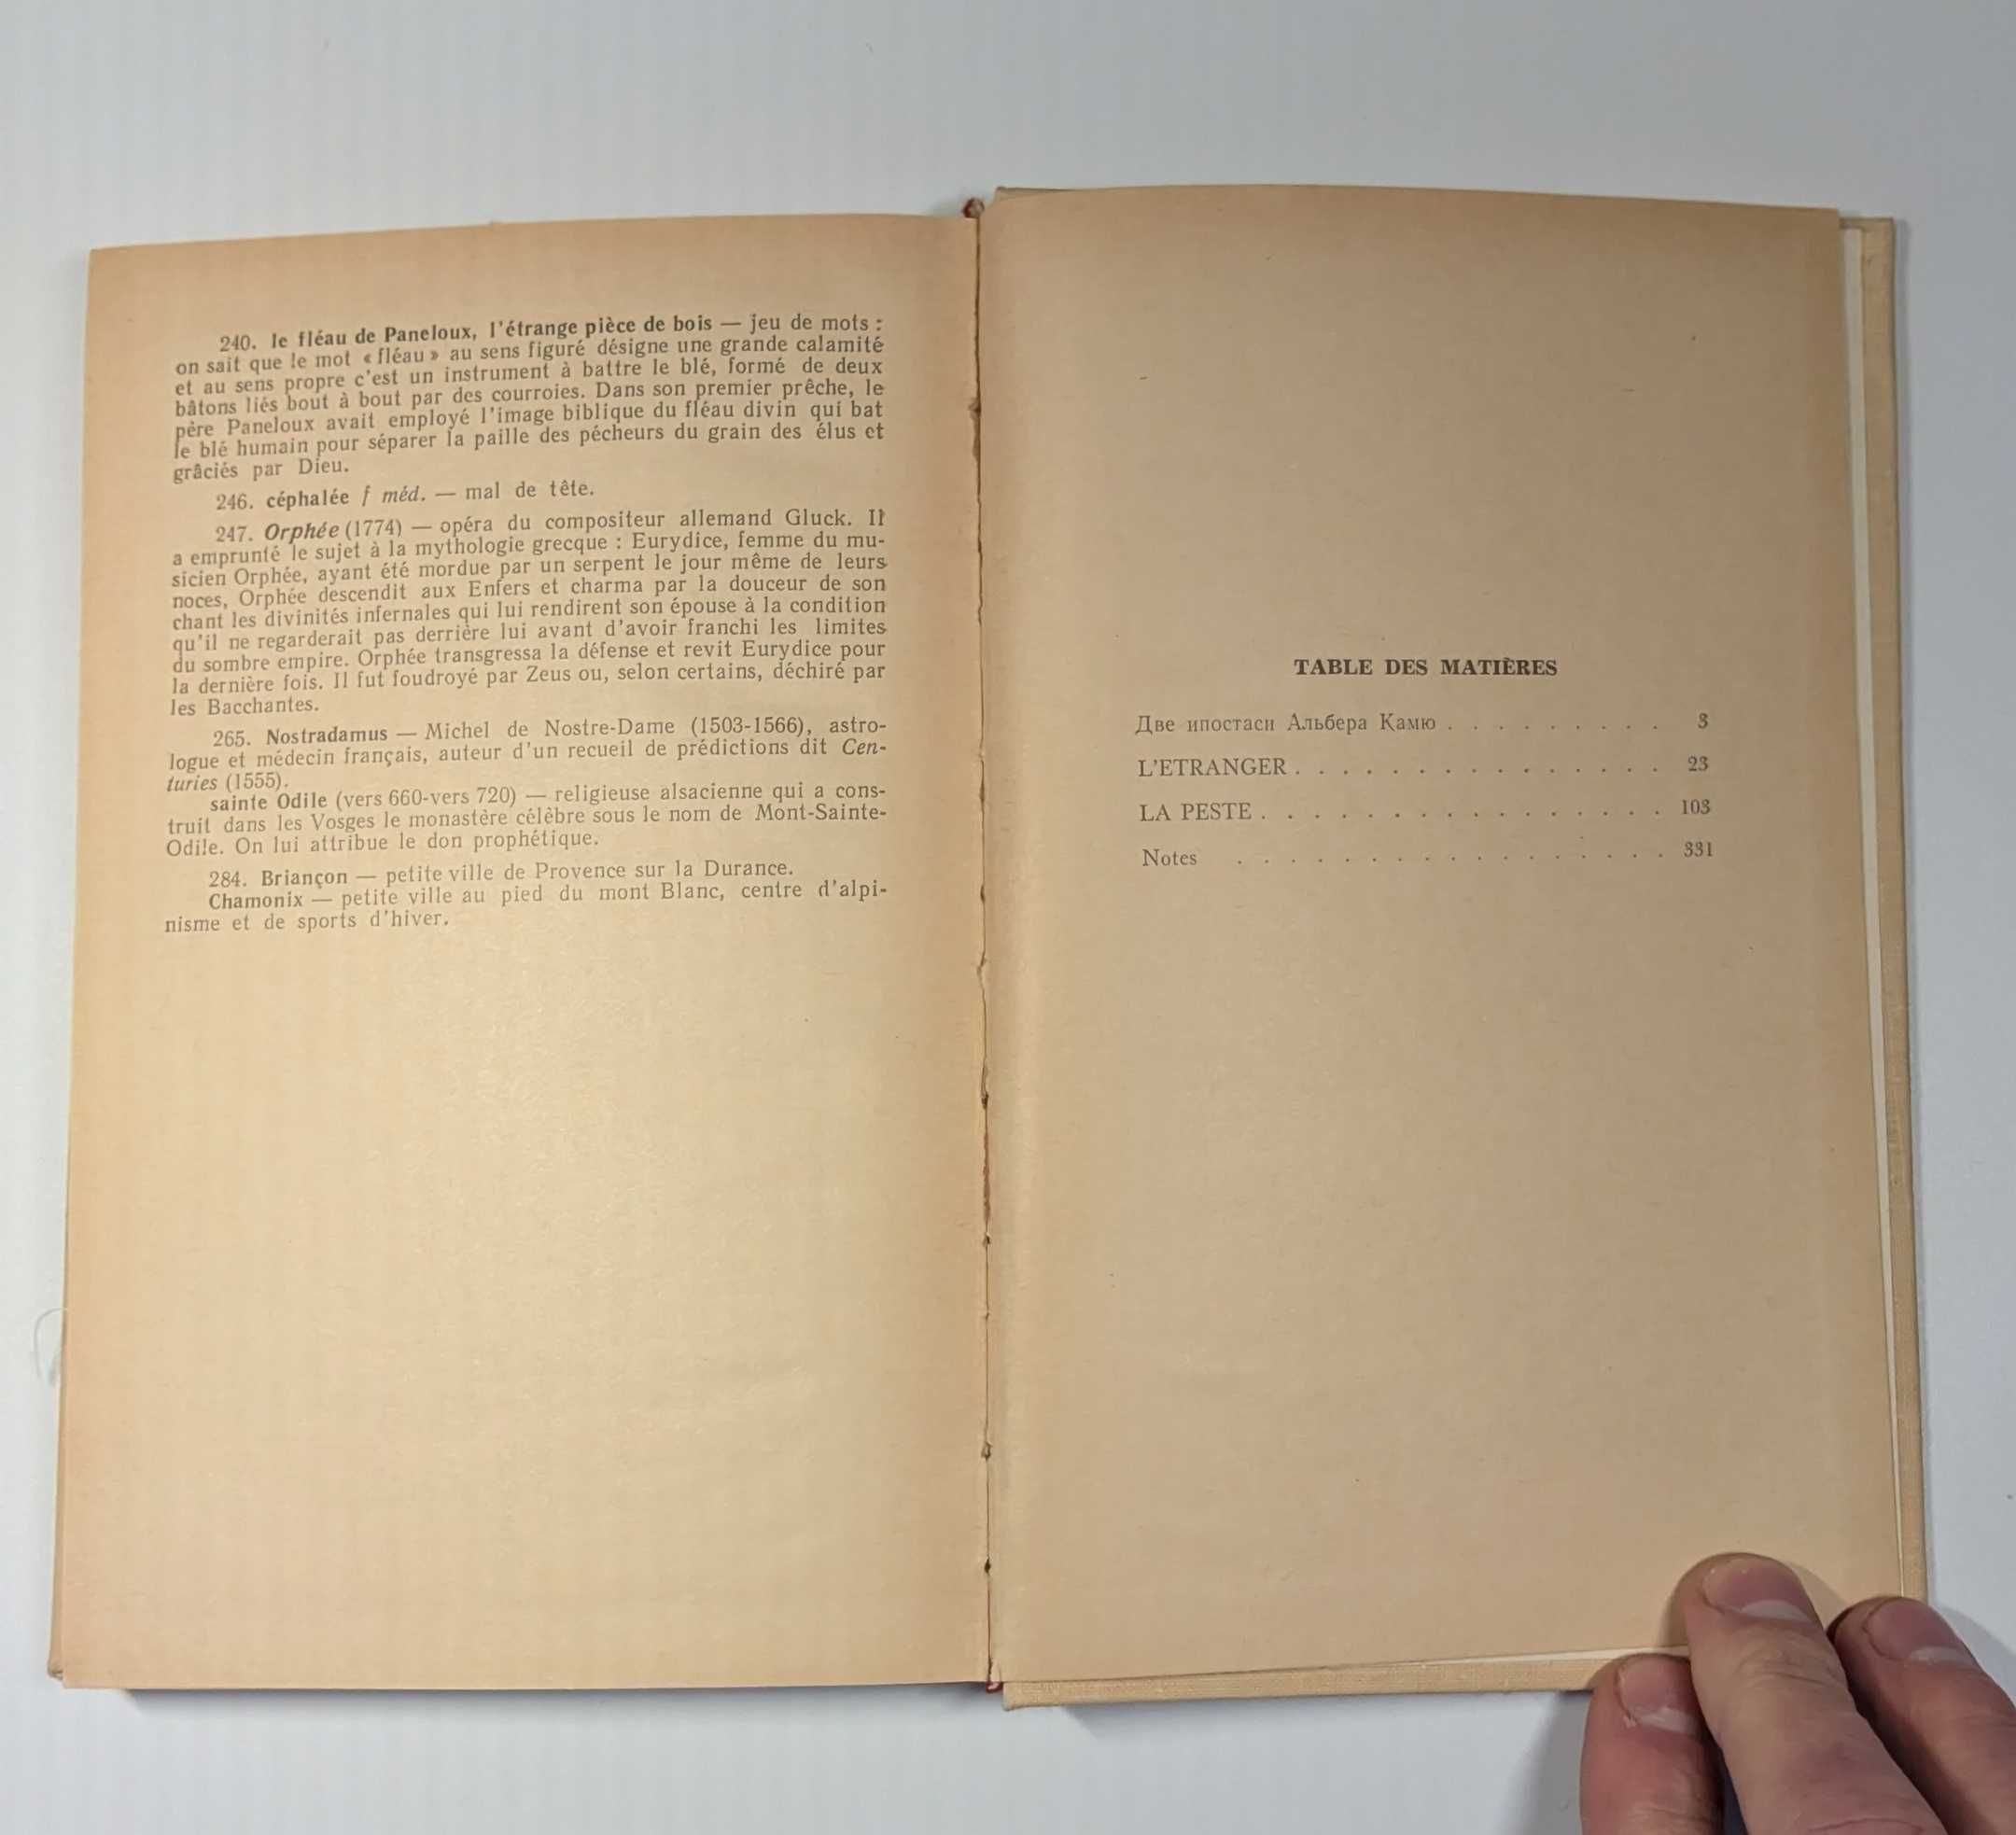 240. le fléau de Paneloux, l'étrange pièce de bois — jeu de mots :
on sait que le mot « fléau » au sens figuré désigne une grande calamité
et au sens propre c'est un instrument à battre le blé, formé de deux
bâtons liés bout à bout par des courroies. Dans son premier prêche, le
père Paneloux avait employé l'image biblique du fléau divin qui bat
le blé humain pour séparer la paille des pécheurs du grain des élus et
grâciés par Dieu.
246. céphalée f méd. — mal de tête.
247. Orphée (1774) — opéra du compositeur allemand Gluck. Il
a emprunté le sujet à la mythologie grecque : Eurydice, femme du mu-
sicien Orphée, ayant été mordue par un serpent le jour même de leurs
noces, Orphée descendit aux Enfers et charma par la douceur de son
chant les divinités infernales qui lui rendirent son épouse à la condition
qu'il ne regarderait pas derrière lui avant d'avoir franchi les limites
du sombre empire. Orphée transgressa la défense et revit Eurydice pour
la dernière fois. Il fut foudroyé par Zeus ou, selon certains, déchiré par
les Bacchantes.
265. Nostradamus — Michel de Nostre-Dame (1503-1566), astro-
logue et médecin français, auteur d'un recueil de prédictions dit Cen-
turies (1555).
sainte Odile (vers 660-vers 720) — religieuse alsacienne qui a cons-
truit dans les Vosges le monastère célèbre sous le nom de Mont-Sainte-
Odile. On lui attribue le don prophétique.
284. Briançon — petite ville de Provence sur la Durance.
Chamonix — petite ville au pied du mont Blanc, centre d'alpi-
nisme et de sports d'hiver.
TABLE DES MATIÈRES
Две ипостаси Альбера Камю . . . . . . . . . . 3
L'ETRANGER . . . . . . . . . . . . . . . . . 23
LA PESTE . . . . . . . . . . . . . . . . . . 103
Notes . . . . . . . . . . . . . . . . . . . 331